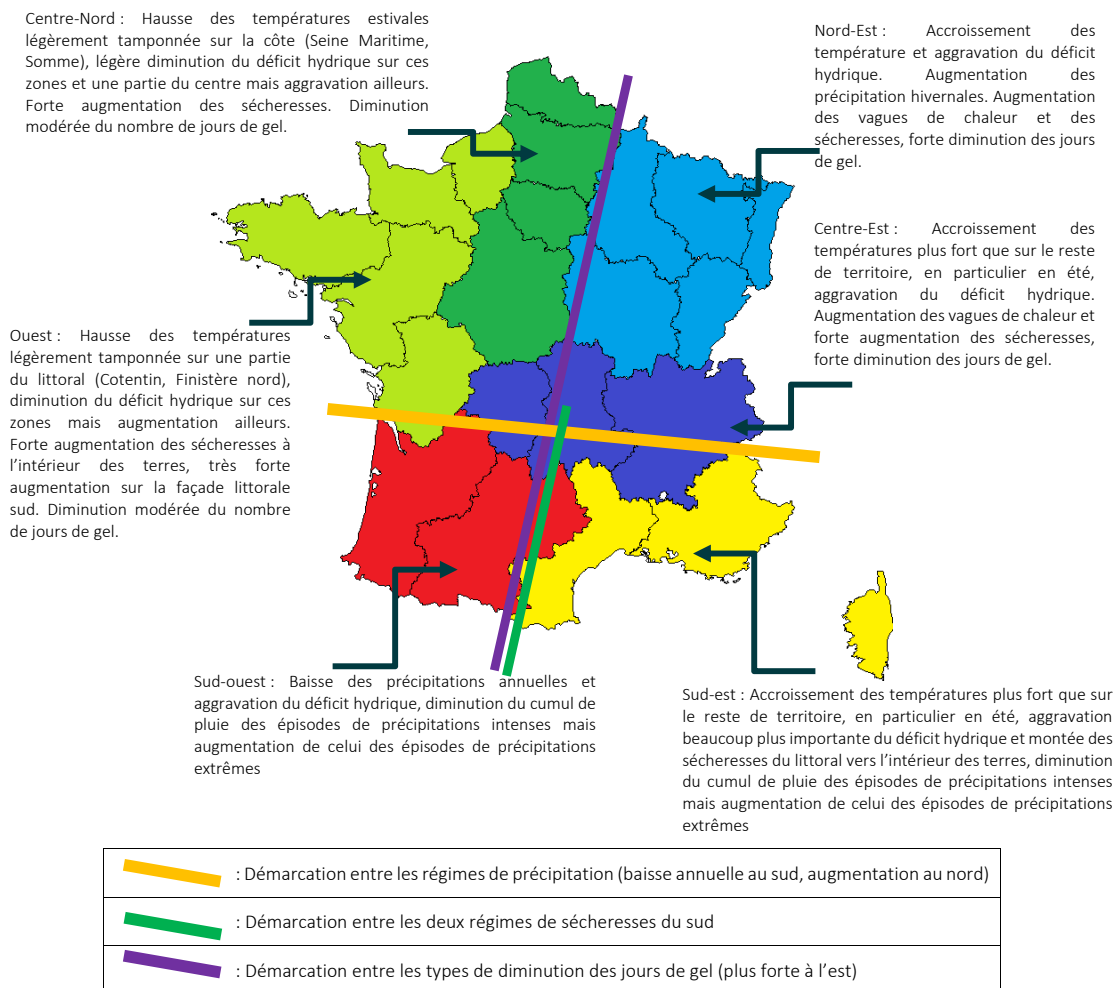 Centre-Nord : Hausse des températures estivales
légèrement tamponnée sur la côte (Seine Maritime,
Somme), légère diminution du déficit hydrique sur ces
zones et une partie du centre mais aggravation ailleurs.
Forte augmentation des sécheresses. Diminution
modérée du nombre de jours de gel.
Nord-Est : Accroissement des
température et aggravation du déficit
hydrique. Augmentation des
précipitation hivernales. Augmentation
des vagues de chaleur et des
sécheresses, forte diminution des jours
de gel.
Centre-Est : Accroissement des
températures plus fort que sur le reste
de territoire, en particulier en été,
aggravation du déficit hydrique.
Augmentation des vagues de chaleur et
forte augmentation des sécheresses,
forte diminution des jours de gel.
Ouest : Hausse des températures
légèrement tamponnée sur une partie
du littoral (Cotentin, Finistère nord),
diminution du déficit hydrique sur ces
zones mais augmentation ailleurs.
Forte augmentation des sécheresses à
l’intérieur des terres, très forte
augmentation sur la façade littorale
sud. Diminution modérée du nombre
de jours de gel.
Sud-ouest : Baisse des précipitations annuelles et
aggravation du déficit hydrique, diminution du cumul de
pluie des épisodes de précipitations intenses mais
augmentation de celui des épisodes de précipitations
extrêmes
Sud-est : Accroissement des températures plus fort que sur
le reste de territoire, en particulier en été, aggravation
beaucoup plus importante du déficit hydrique et montée des
sécheresses du littoral vers l’intérieur des terres, diminution
du cumul de pluie des épisodes de précipitations intenses
mais augmentation de celui des épisodes de précipitations
extrêmes
: Démarcation entre les régimes de précipitation (baisse annuelle au sud, augmentation au nord)
: Démarcation entre les deux régimes de sécheresses du sud
: Démarcation entre les types de diminution des jours de gel (plus forte à l’est)